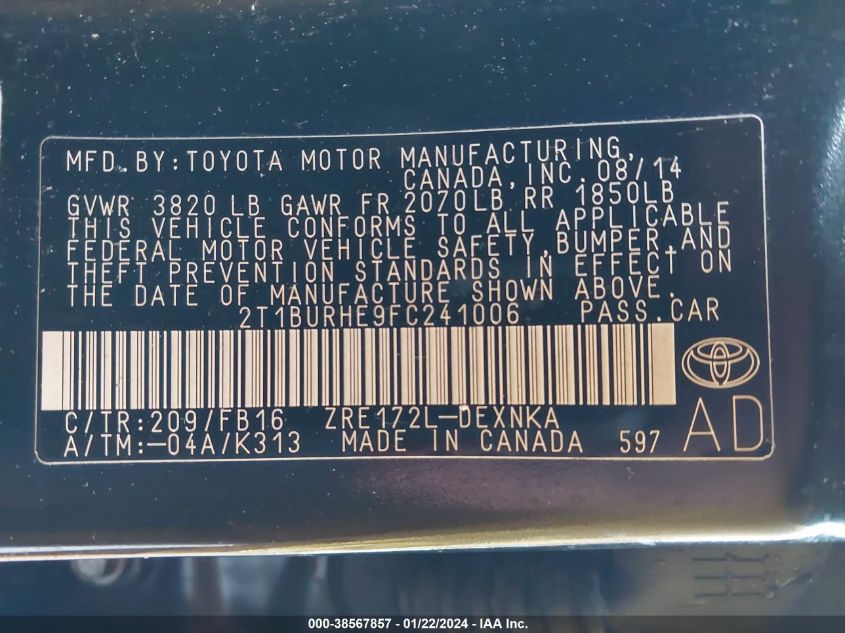 MFD. BY: TOYOTA MOTOR MANUFACTURING,
CANADA, INC. 08/14
GVWR 3820 LB GAWR FR 2070LB RR 1850LB
THIS VEHICLE CONFORMS TO ALL APPLICABLE
FEDERAL MOTOR VEHICLE SAFETY, BUMPER, AND
THEFT PREVENTION STANDARDS IN EFFECT ON
THE DATE OF MANUFACTURE SHOWN ABOVE.
2T1BURHE9FC241006 PASS. CAR
C/TR: 209/FB16 ZRE172L-DEXNKA
A/TM: -04A/K313 MADE IN CANADA 597 AD
000-38567857 - 01/22/2024 - IAA Inc.